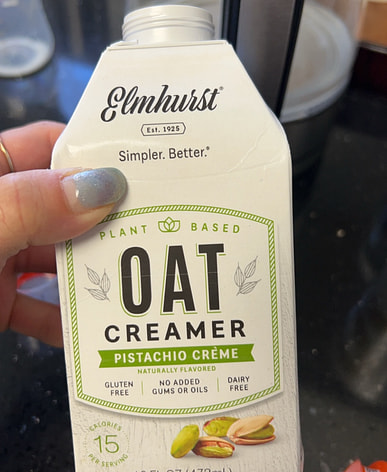 Elmhurst®
Est. 1925
Simpler. Better.®
PLANT BASED
OAT
CREAMER
PISTACHIO CRÈME
NATURALLY FLAVORED
GLUTEN FREE
NO ADDED GUMS OR OILS
DAIRY FREE
CALORIES
15
PER SERVING